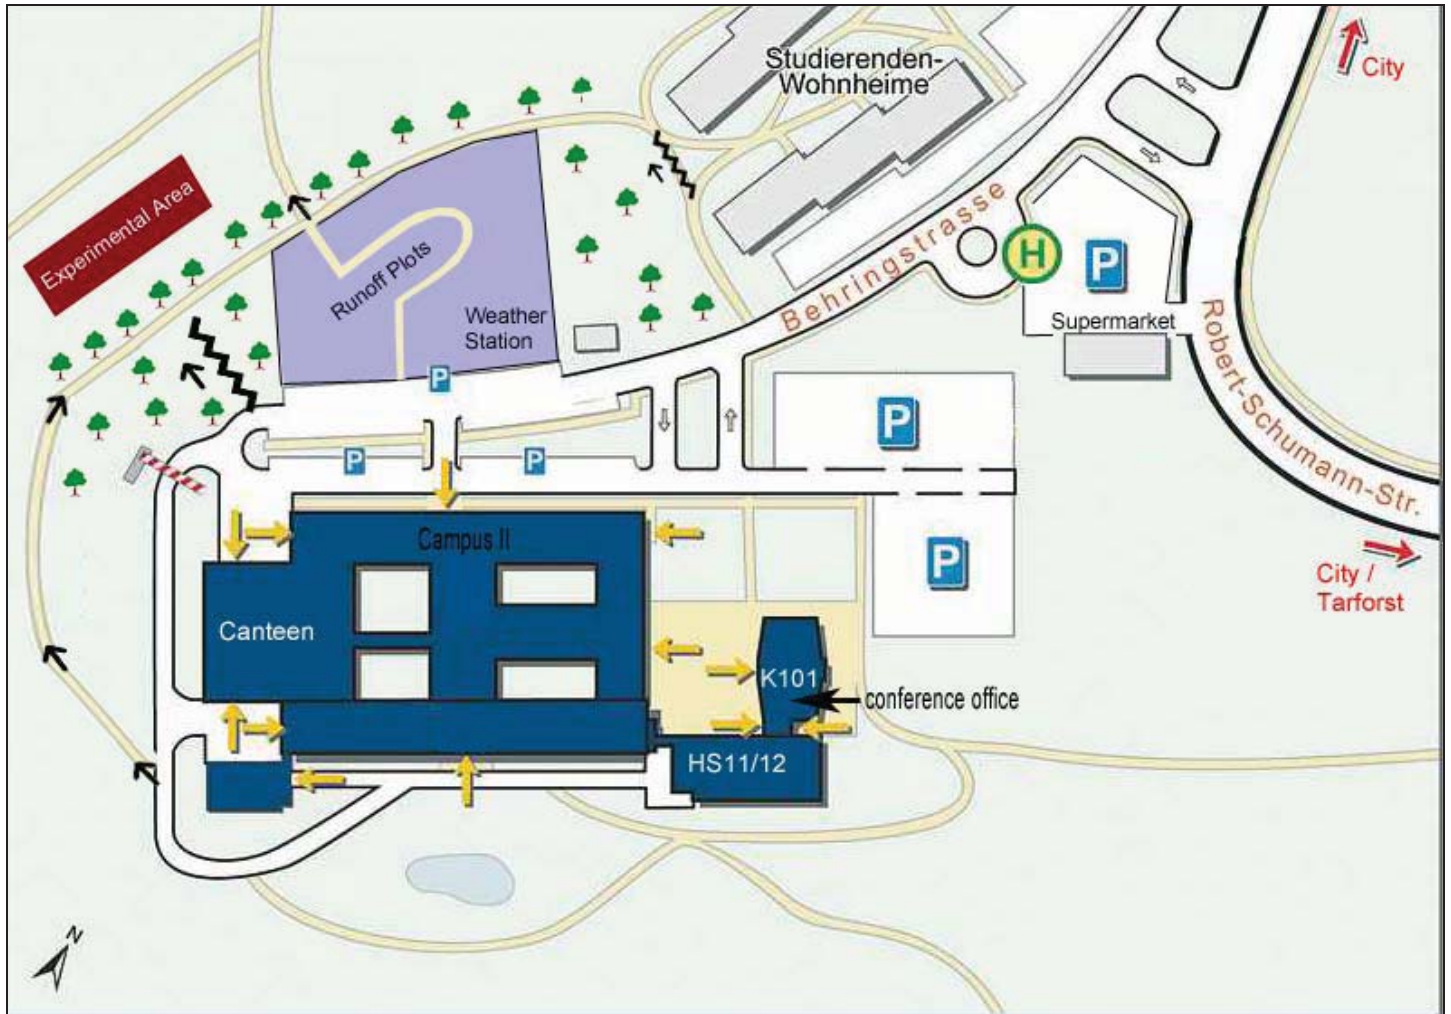 Studierenden-
Wohnheime
City
Experimental Area
Runoff Plots
Weather
Station
Behringstrasse
H
P
Supermarket
Robert-Schumann-Str.
P
P
P
P
P
City /
Tarforst
Campus II
Canteen
K101
conference office
HS11/12
N